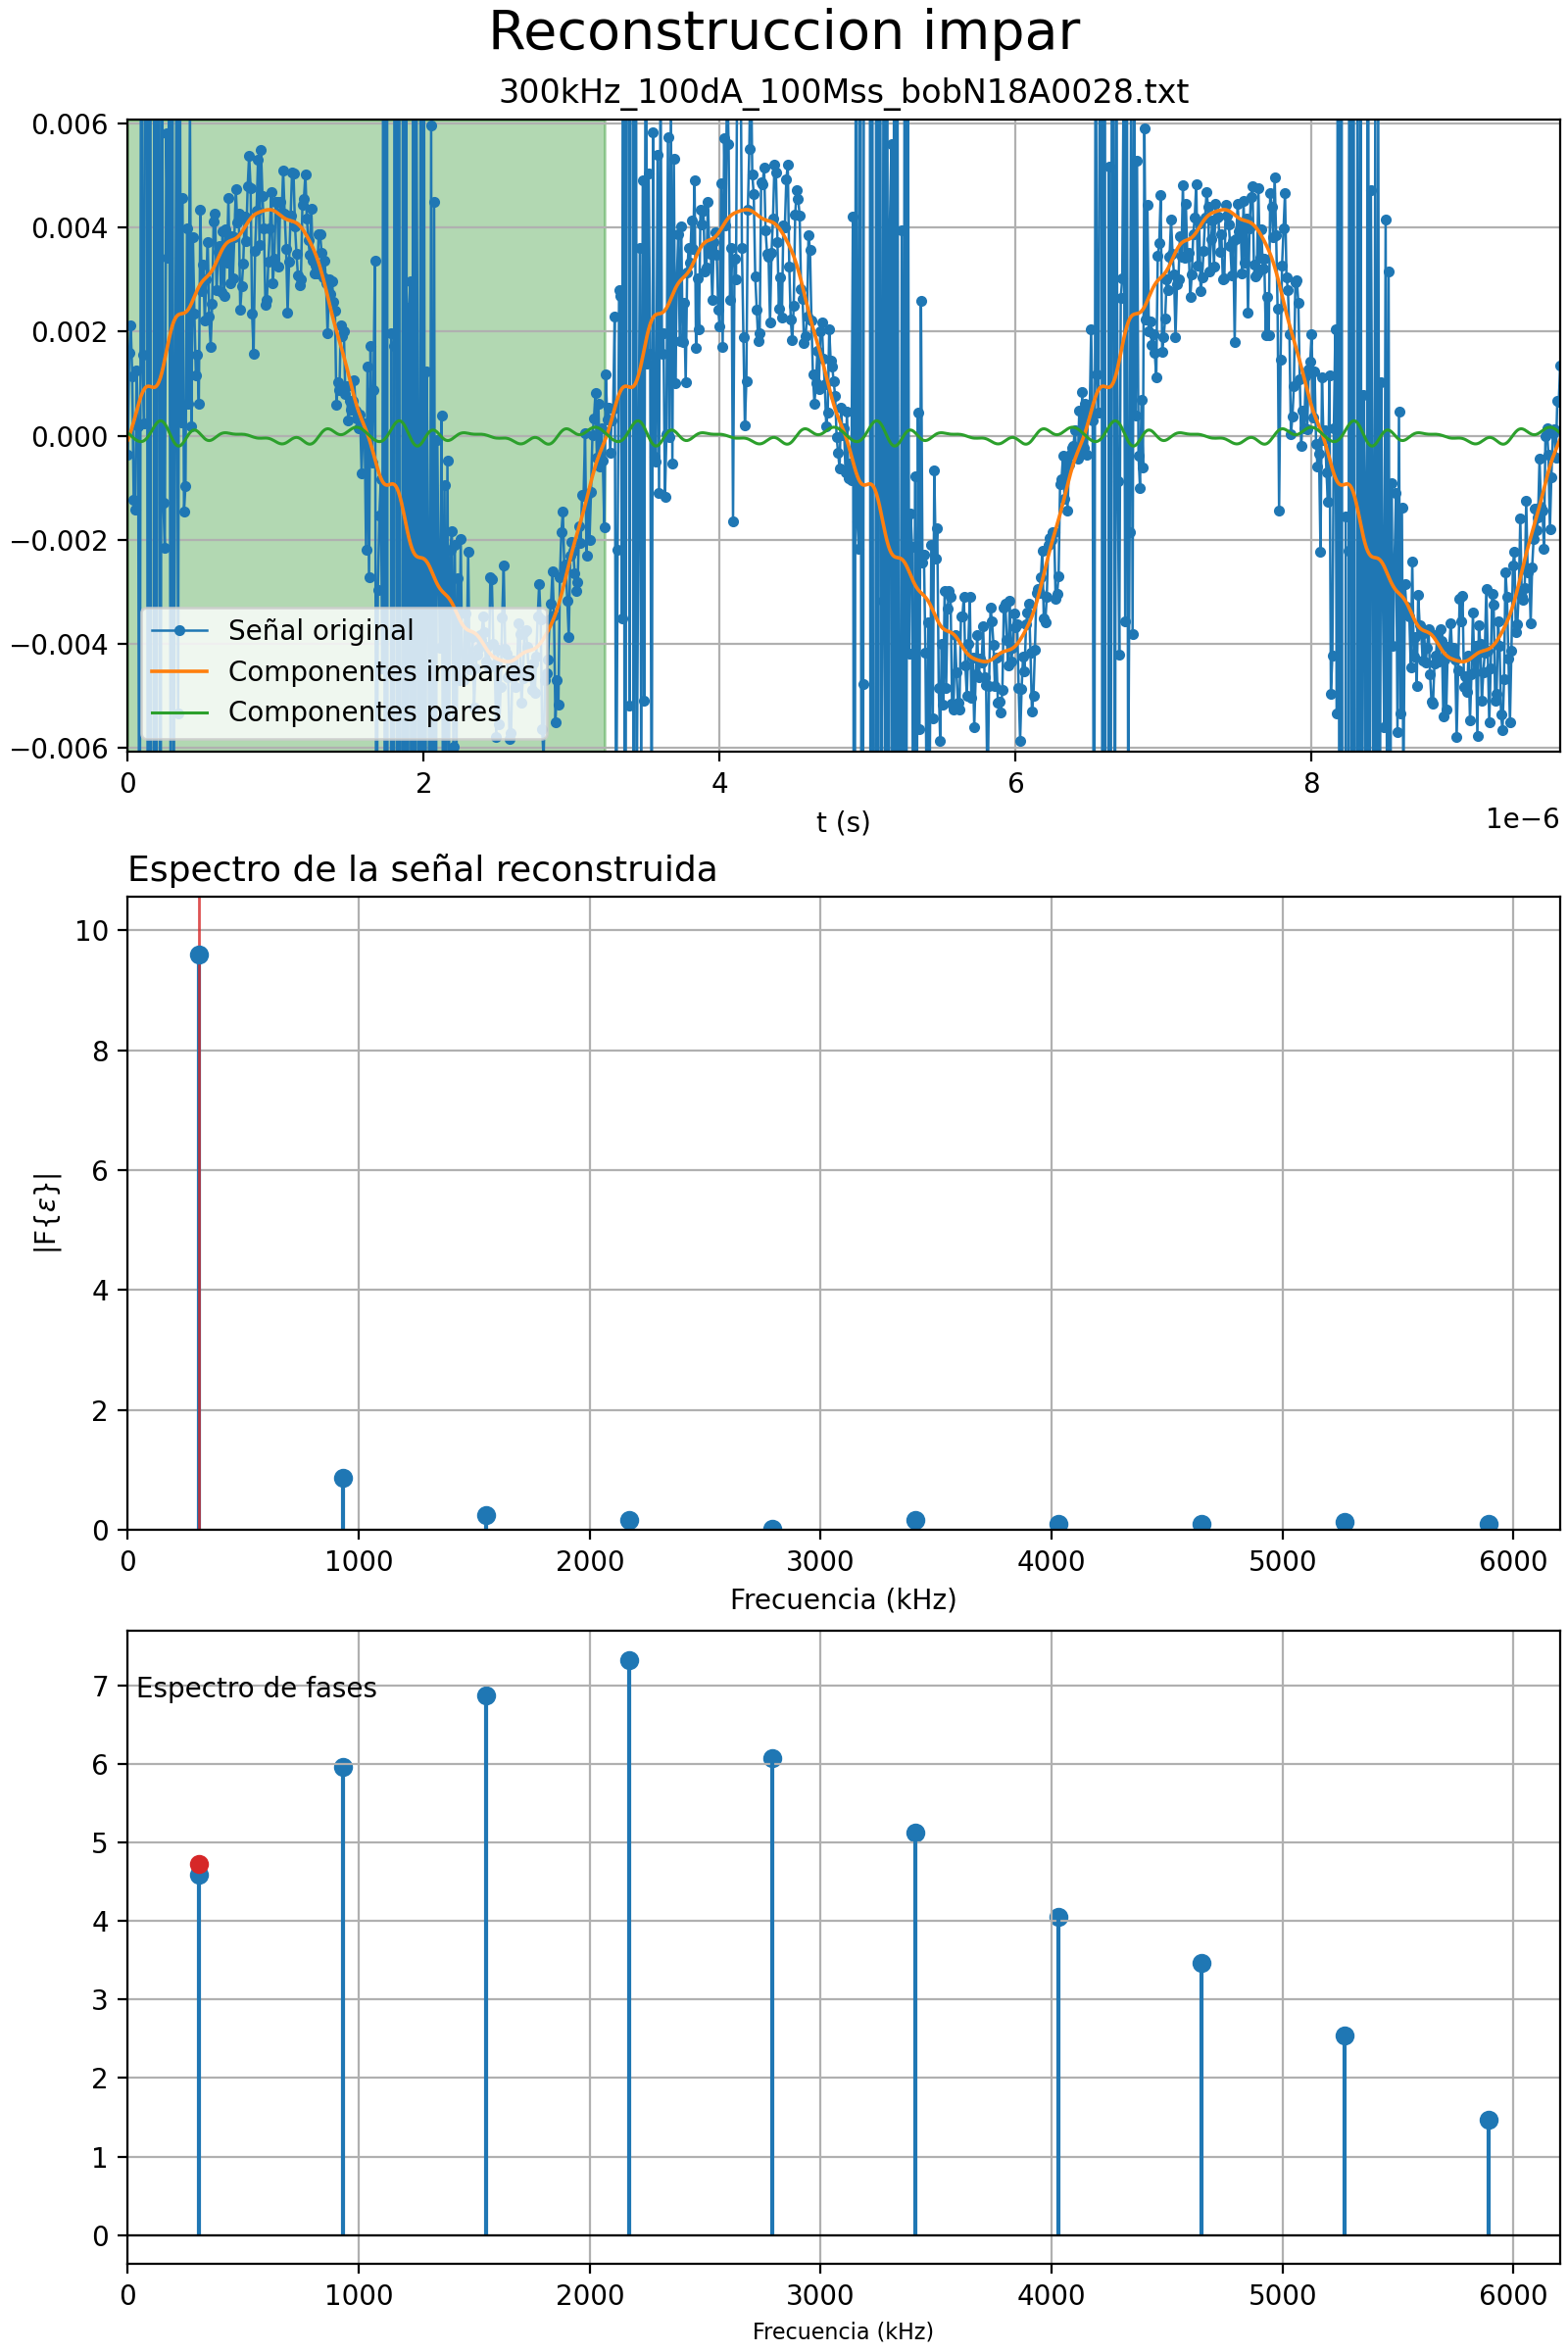 Reconstruccion impar
300kHz_100dA_100Mss_bobN18A0028.txt
0.006
0.004
0.002
0.000
−0.002
−0.004
−0.006
Señal original
Componentes impares
Componentes pares
0 2 4 6 8
1e−6
t (s)
Espectro de la señal reconstruida
10
8
6
4
2
0
|F{ε}|
0 1000 2000 3000 4000 5000 6000
Frecuencia (kHz)
7
Espectro de fases
6
5
4
3
2
1
0
0 1000 2000 3000 4000 5000 6000
Frecuencia (kHz)